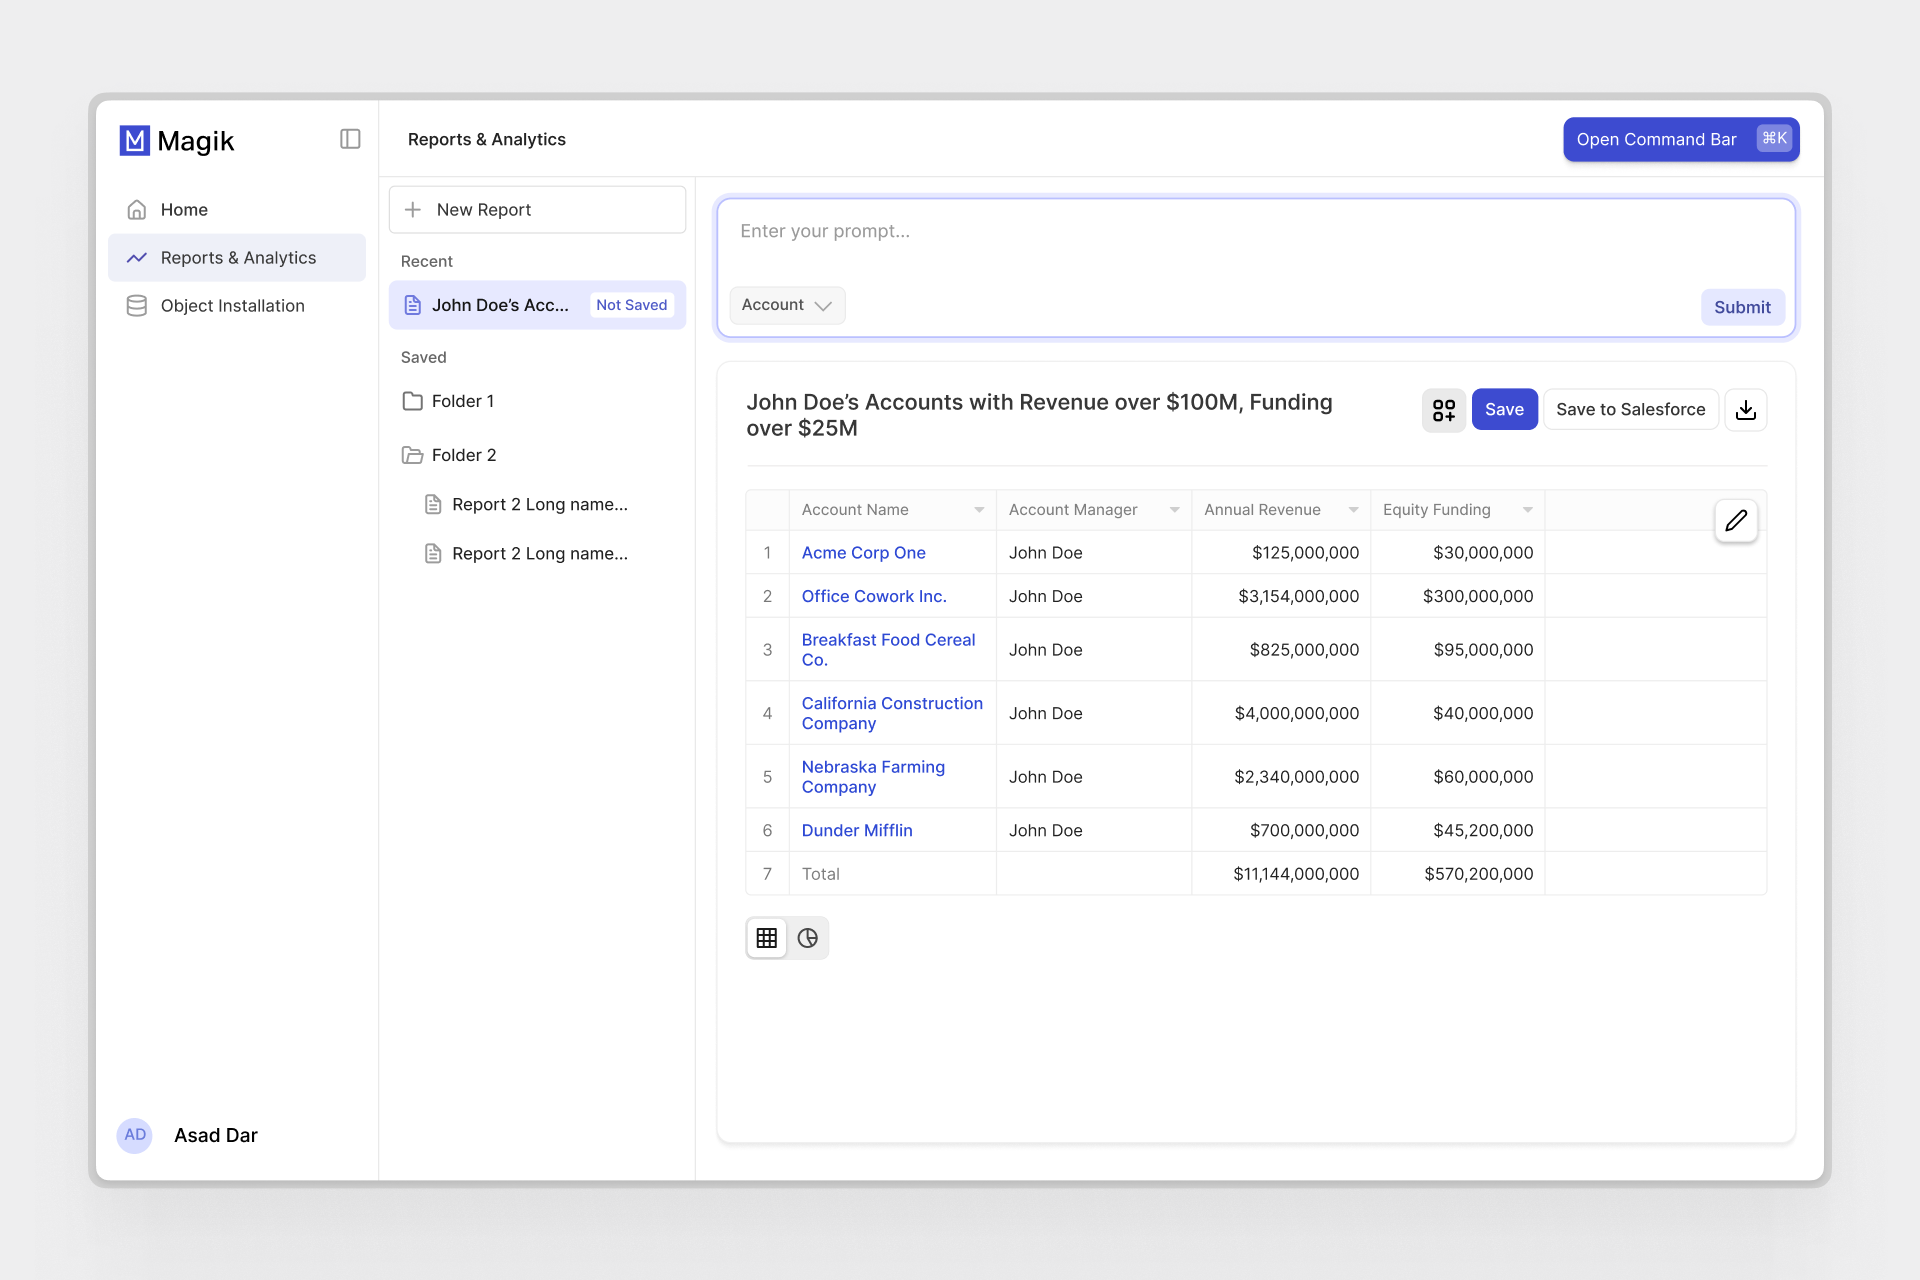 Magik
Home
Reports & Analytics
Object Installation
AD
Asad Dar
Reports & Analytics
Open Command Bar ⌘K
New Report
Recent
John Doe’s Acc... Not Saved
Saved
Folder 1
Folder 2
Report 2 Long name...
Report 2 Long name...
Enter your prompt...
Account
Submit
John Doe’s Accounts with Revenue over $100M, Funding
over $25M
Save
Save to Salesforce
Account Name Account Manager Annual Revenue Equity Funding
1 Acme Corp One John Doe $125,000,000 $30,000,000
2 Office Cowork Inc. John Doe $3,154,000,000 $300,000,000
3 Breakfast Food Cereal
Co. John Doe $825,000,000 $95,000,000
4 California Construction
Company John Doe $4,000,000,000 $40,000,000
5 Nebraska Farming
Company John Doe $2,340,000,000 $60,000,000
6 Dunder Mifflin John Doe $700,000,000 $45,200,000
7 Total $11,144,000,000 $570,200,000